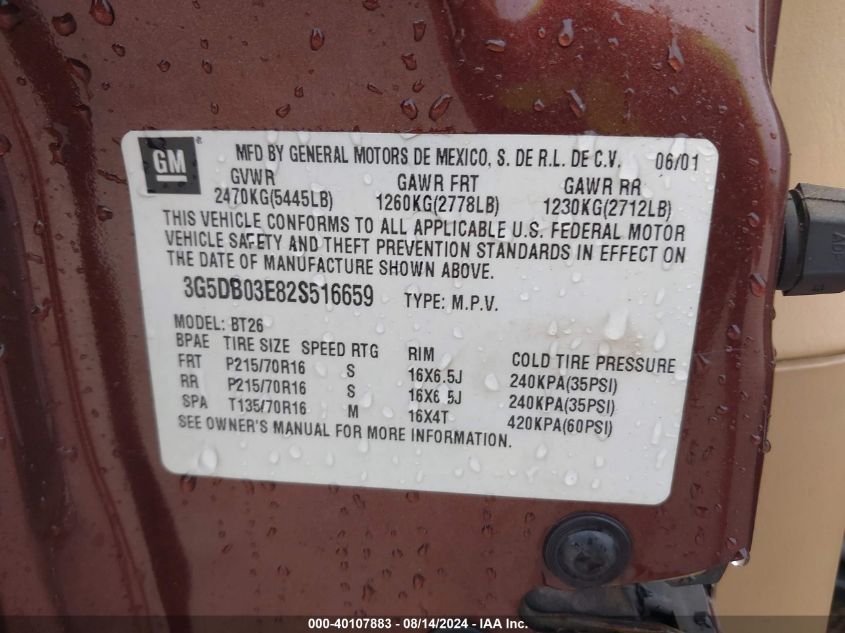 GM ® MFD BY GENERAL MOTORS DE MEXICO, S. DE R.L. DE C.V. 06/01
GVWR GAWR FRT GAWR RR
2470KG(5445LB) 1260KG(2778LB) 1230KG(2712LB)
THIS VEHICLE CONFORMS TO ALL APPLICABLE U.S. FEDERAL MOTOR
VEHICLE SAFETY AND THEFT PREVENTION STANDARDS IN EFFECT ON
THE DATE OF MANUFACTURE SHOWN ABOVE.
3G5DB03E82S516659 TYPE: M.P.V.
MODEL: BT26
BPAE TIRE SIZE SPEED RTG RIM COLD TIRE PRESSURE
FRT P215/70R16 S 16X6.5J 240KPA(35PSI)
RR P215/70R16 S 16X6.5J 240KPA(35PSI)
SPA T135/70R16 M 16X4T 420KPA(60PSI)
SEE OWNER'S MANUAL FOR MORE INFORMATION.
000-40107883 - 08/14/2024 - IAA Inc.